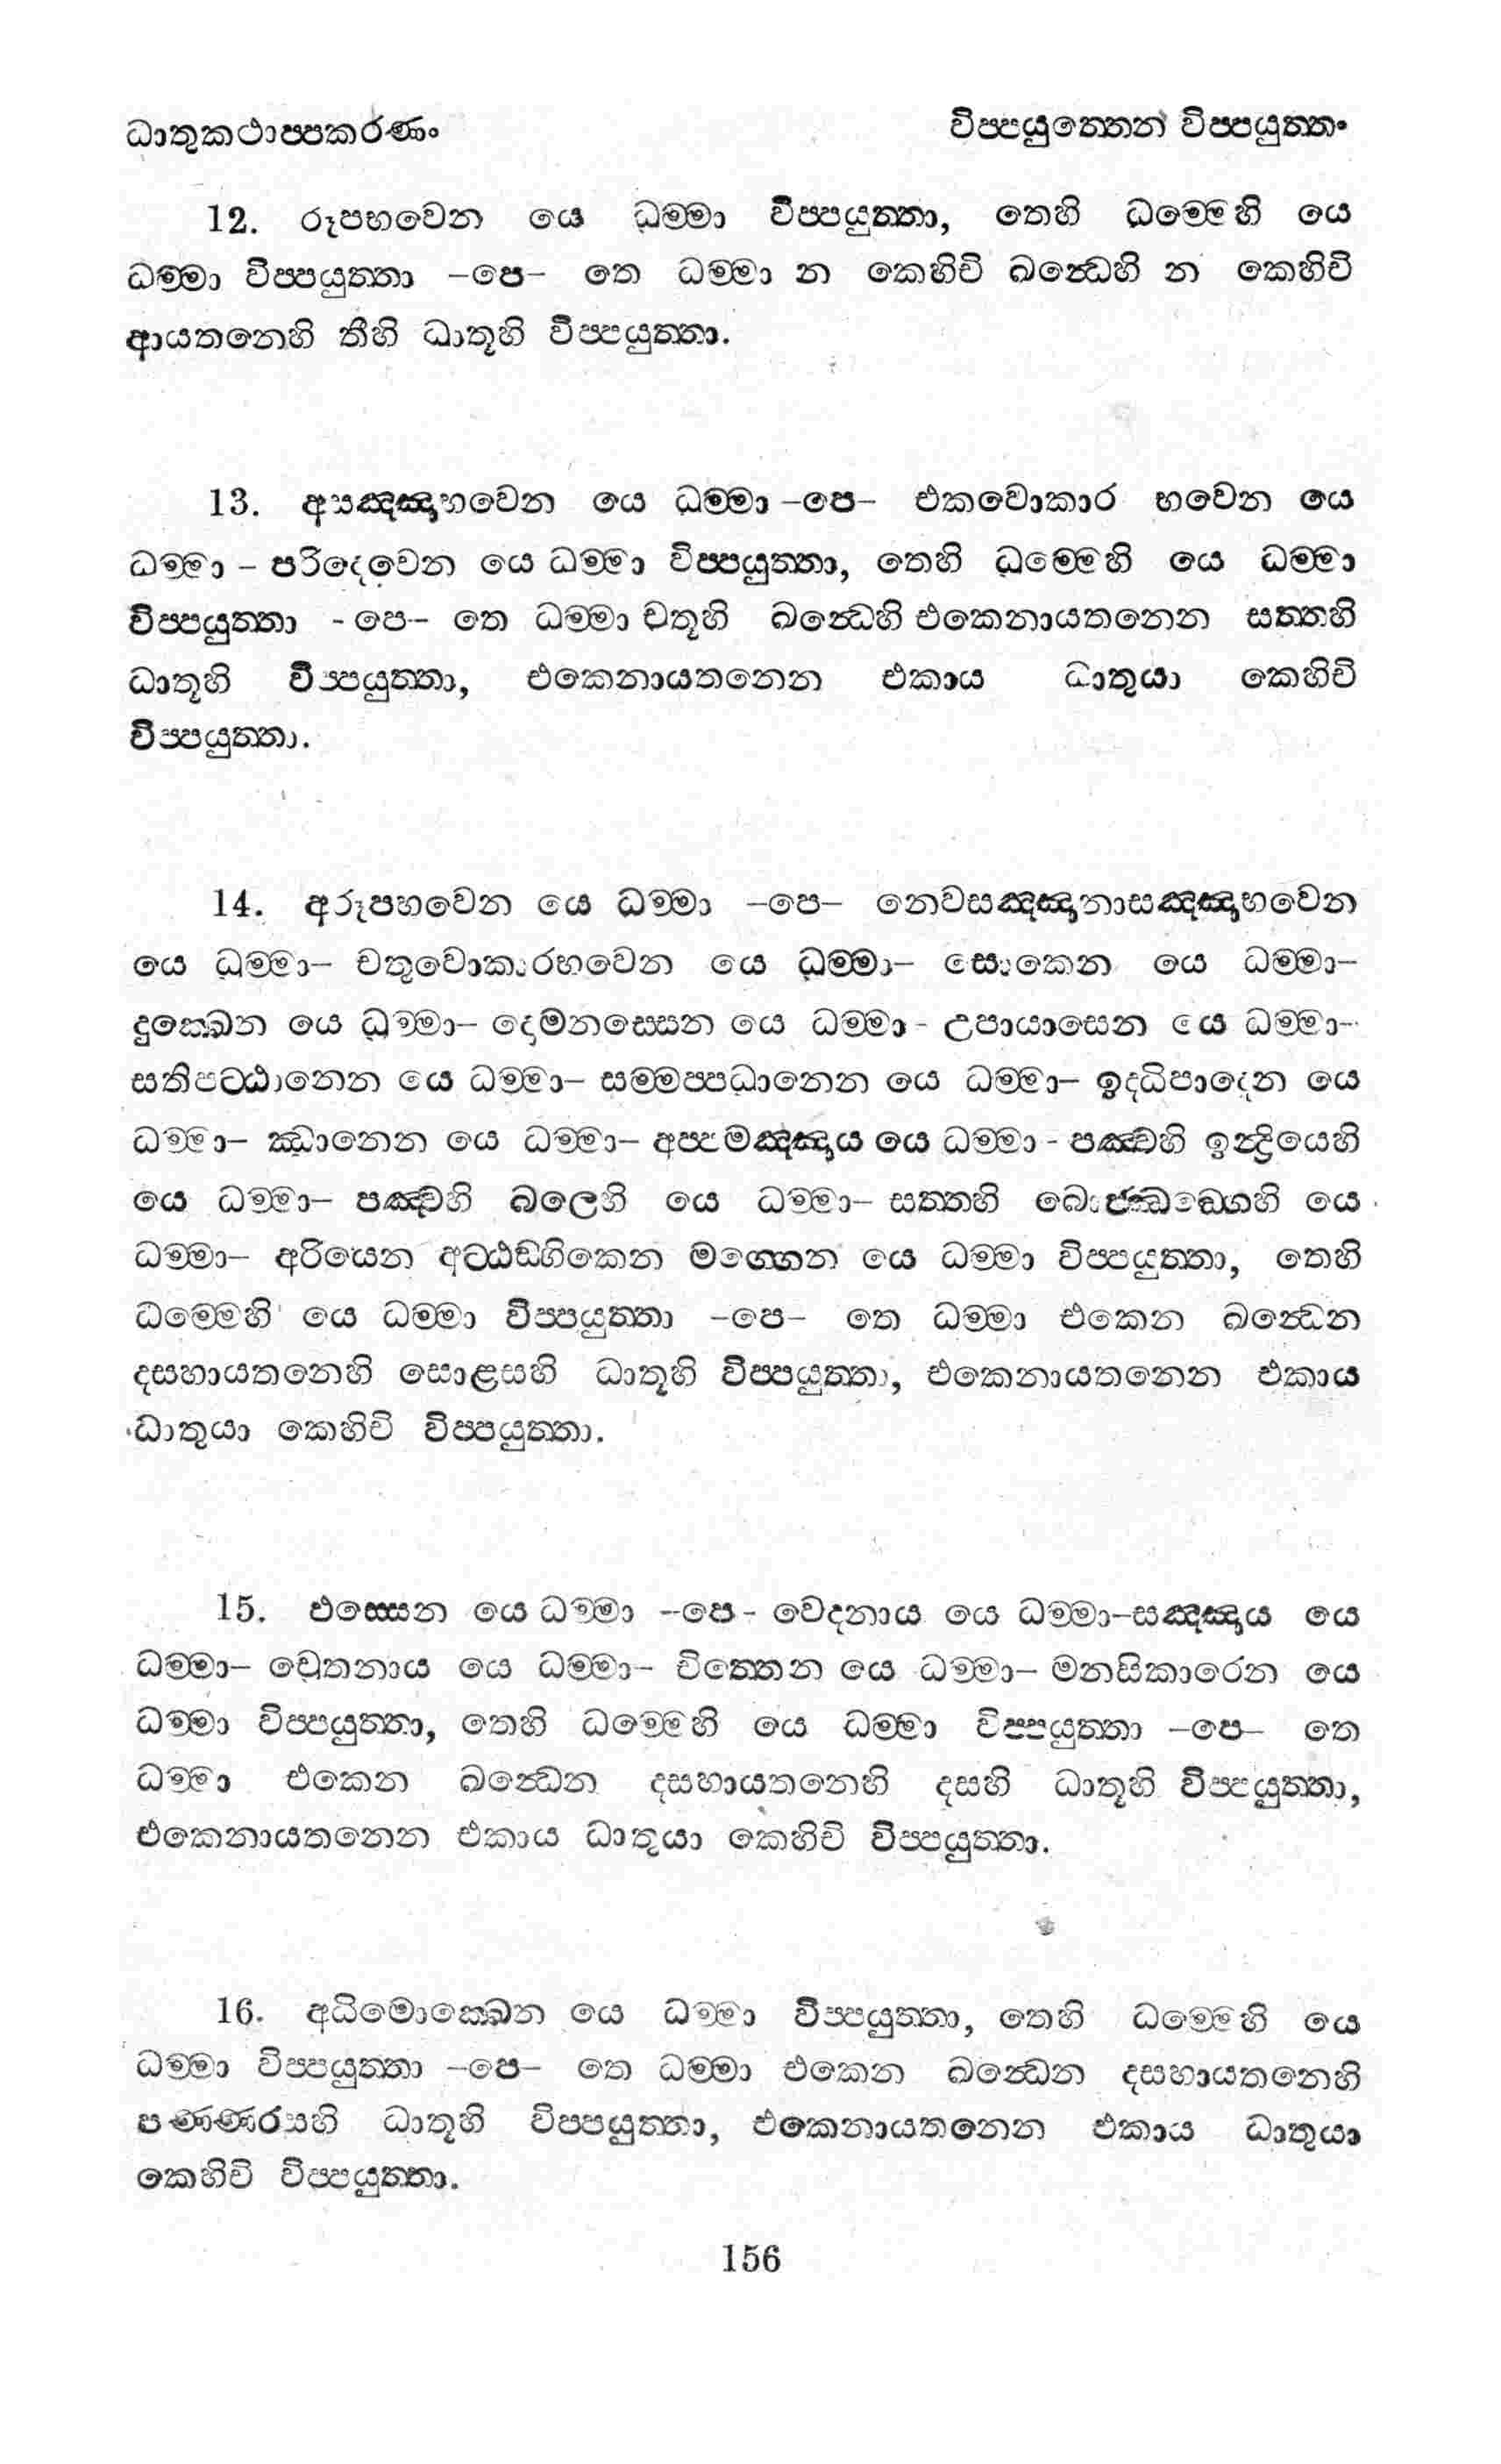 ධාතුකථාප්පකරණං
විප්පයුත්තෙන විප්පයුත්තං
12. රූපභවෙන යෙ ධම්මා විප්පයුත්තා, තෙහි ධම්මෙහි යෙ
ධම්මා විප්පයුත්තා -පෙ- තෙ ධම්මා න කෙහිචි ඛන්ධෙහි න කෙහිචි
ආයතනෙහි තීහි ධාතූහි විප්පයුත්තා.
13. අසඤ්ඤභවෙන යෙ ධම්මා -පෙ- එකවොකාර භවෙන යෙ
ධම්මා - පරිදෙවෙන යෙ ධම්මා විප්පයුත්තා, තෙහි ධම්මෙහි යෙ ධම්මා
විප්පයුත්තා -පෙ- තෙ ධම්මා චතූහි ඛන්ධෙහි එකෙනායතනෙන සත්තහි
ධාතූහි විප්පයුත්තා, එකෙනායතනෙන එකාය ධාතුයා කෙහිචි
විප්පයුත්තා.
14. අරූපභවෙන යෙ ධම්මා -පෙ- නෙවසඤ්ඤානාසඤ්ඤාභවෙන
යෙ ධම්මා- චතුවොකාරභවෙන යෙ ධම්මා- සොකෙන යෙ ධම්මා-
දුක්ඛෙන යෙ ධම්මා- දොමනස්සෙන යෙ ධම්මා - උපායාසෙන යෙ ධම්මා-
සතිපට්ඨානෙන යෙ ධම්මා- සම්මප්පධානෙන යෙ ධම්මා- ඉද්ධිපාදෙන යෙ
ධම්මා- ඣානෙන යෙ ධම්මා- අප්පමඤ්ඤාය යෙ ධම්මා - පඤ්චහි ඉන්ද්‍රියෙහි
යෙ ධම්මා- පඤ්චහි බලෙහි යෙ ධම්මා- සත්තහි බොජ්ඣඞ්ගෙහි යෙ
ධම්මා- අරියෙන අට්ඨඞ්ගිකෙන මග්ගෙන යෙ ධම්මා විප්පයුත්තා, තෙහි
ධම්මෙහි යෙ ධම්මා විප්පයුත්තා -පෙ- තෙ ධම්මා එකෙන ඛන්ධෙන
දසහායතනෙහි සොළසහි ධාතූහි විප්පයුත්තා, එකෙනායතනෙන එකාය
ධාතුයා කෙහිචි විප්පයුත්තා.
15. ඵස්සෙන යෙ ධම්මා -පෙ- වෙදනාය යෙ ධම්මා-සඤ්ඤාය යෙ
ධම්මා- චෙතනාය යෙ ධම්මා- චිත්තෙන යෙ ධම්මා- මනසිකාරෙන යෙ
ධම්මා විප්පයුත්තා, තෙහි ධම්මෙහි යෙ ධම්මා විප්පයුත්තා -පෙ- තෙ
ධම්මා එකෙන ඛන්ධෙන දසහායතනෙහි දසහි ධාතූහි විප්පයුත්තා,
එකෙනායතනෙන එකාය ධාතුයා කෙහිචි විප්පයුත්තා.
16. අධිමොක්ඛෙන යෙ ධම්මා විප්පයුත්තා, තෙහි ධම්මෙහි යෙ
ධම්මා විප්පයුත්තා -පෙ- තෙ ධම්මා එකෙන ඛන්ධෙන දසහායතනෙහි
පණ්ණරසහි ධාතූහි විප්පයුත්තා, එකෙනායතනෙන එකාය ධාතුයා
කෙහිචි විප්පයුත්තා.
156